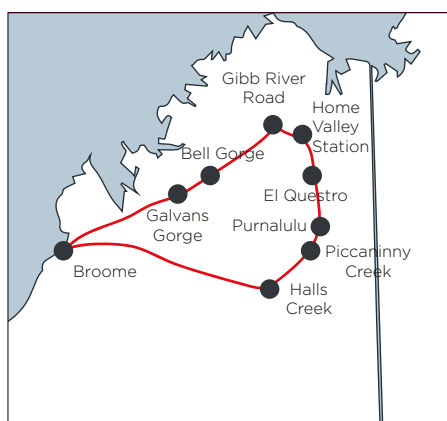 Gibb River
Road
Home
Valley
Station
Bell Gorge
El Questro
Galvans
Gorge
Purnalulu
Piccaninny
Creek
Broome
Halls
Creek